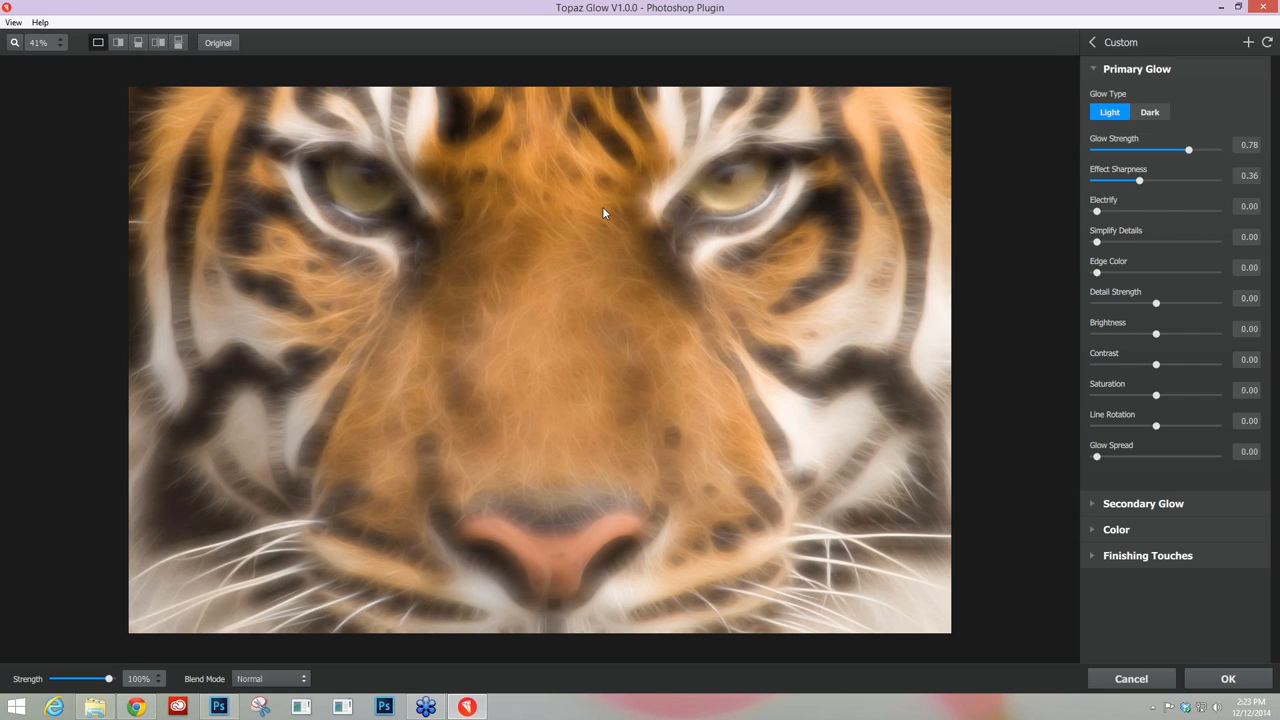 Topaz Glow V1.0.0 - Photoshop Plugin
View Help
41% Original Custom
Primary Glow
Glow Type
Light Dark
Glow Strength 0.78
Effect Sharpness 0.36
Electrify 0.00
Simplify Details 0.00
Edge Color 0.00
Detail Strength 0.00
Brightness 0.00
Contrast 0.00
Saturation 0.00
Line Rotation 0.00
Glow Spread 0.00
Secondary Glow
Color
Finishing Touches
Strength 100% Blend Mode Normal Cancel OK
Ps Ps
2:23 PM
12/12/2014